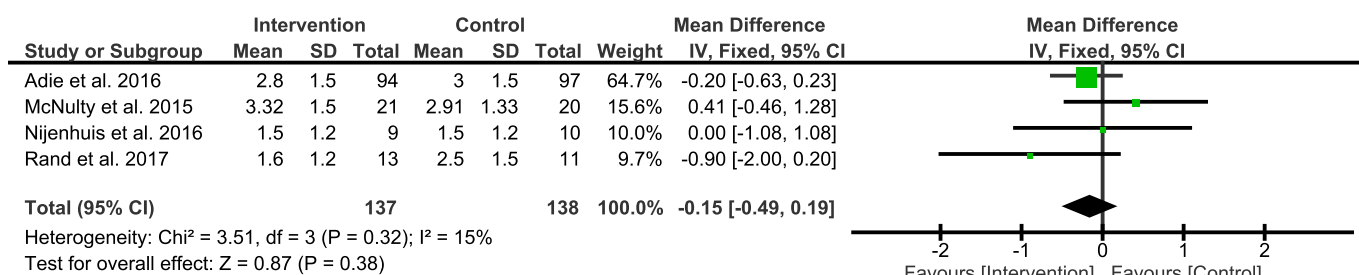 Intervention Control Mean Difference Mean Difference
Study or Subgroup Mean SD Total Mean SD Total Weight IV, Fixed, 95% CI IV, Fixed, 95% CI
Adie et al. 2016 2.8 1.5 94 3 1.5 97 64.7% -0.20 [-0.63, 0.23]
McNulty et al. 2015 3.32 1.5 21 2.91 1.33 20 15.6% 0.41 [-0.46, 1.28]
Nijenhuis et al. 2016 1.5 1.2 9 1.5 1.2 10 10.0% 0.00 [-1.08, 1.08]
Rand et al. 2017 1.6 1.2 13 2.5 1.5 11 9.7% -0.90 [-2.00, 0.20]
Total (95% CI) 137 138 100.0% -0.15 [-0.49, 0.19]
Heterogeneity: Chi² = 3.51, df = 3 (P = 0.32); I² = 15%
Test for overall effect: Z = 0.87 (P = 0.38)
-2 -1 0 1 2
Favours [Intervention] Favours [Control]